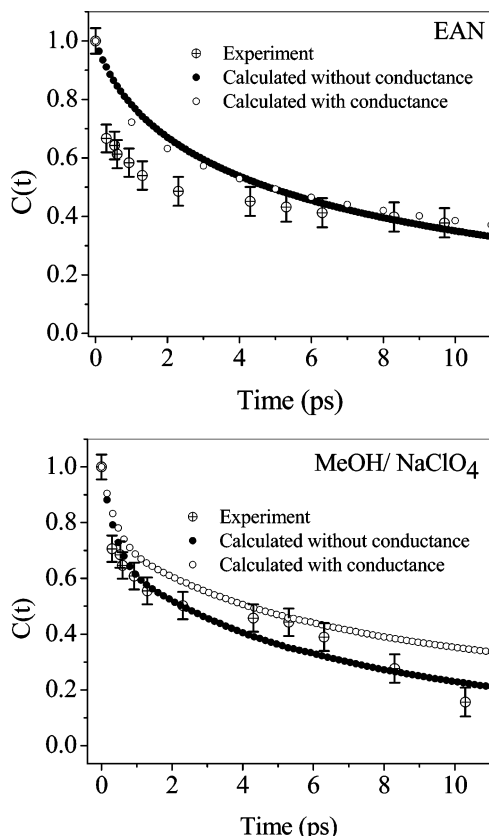 EAN
1.0
Experiment
Calculated without conductance
0.8
Calculated with conductance
0.6
C(t)
0.4
0.2
0.0
0 2 4 6 8 10
Time (ps)
MeOH/ NaClO4
1.0
Experiment
Calculated without conductance
0.8
Calculated with conductance
0.6
C(t)
0.4
0.2
0.0
0 2 4 6 8 10
Time (ps)